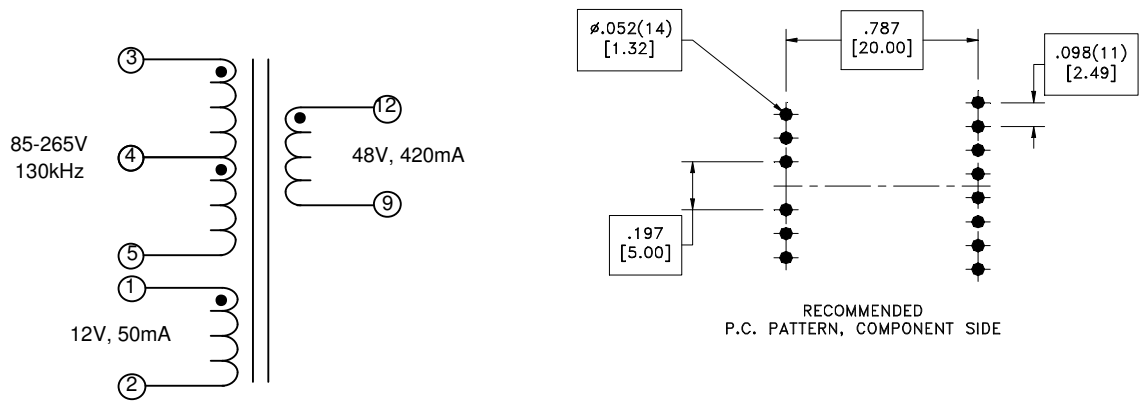 3
85-265V
130kHz
4
5
1
12V, 50mA
2
12
48V, 420mA
9
ø.052(14)
[1.32]
.787
[20.00]
.098(11)
[2.49]
.197
[5.00]
RECOMMENDED
P.C. PATTERN, COMPONENT SIDE